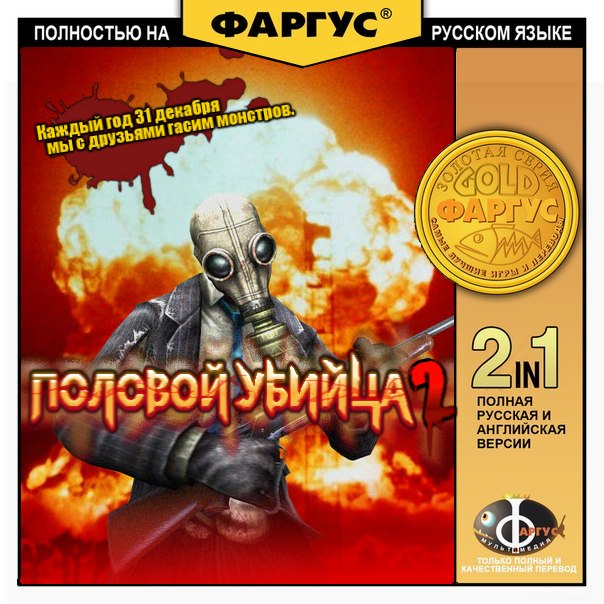 ПОЛНОСТЬЮ НА ФАРГУС® РУССКОМ ЯЗЫКЕ
Каждый год 31 декабря
мы с друзьями гасим монстров.
ЗОЛОТАЯ СЕРИЯ
GOLD
ФАРГУС
САМЫЕ ЛУЧШИЕ ИГРЫ И ПЕРЕВОДЫ
ПОЛОВОЙ УБИЙЦА 2
2IN1
ПОЛНАЯ
РУССКАЯ И
АНГЛИЙСКАЯ
ВЕРСИИ
ФАРГУС
МУЛЬТИМЕДИА
ТОЛЬКО ПОЛНЫЙ И
КАЧЕСТВЕННЫЙ ПЕРЕВОД